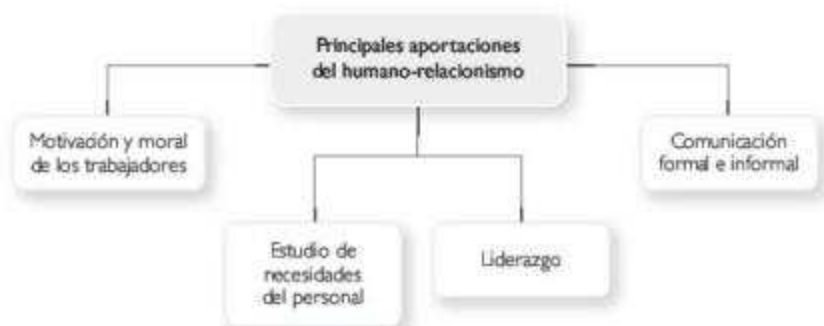 Principales aportaciones
del humano-relacionismo
Motivación y moral
de los trabajadores
Comunicación
formal e informal
Estudio de
necesidades
del personal
Liderazgo